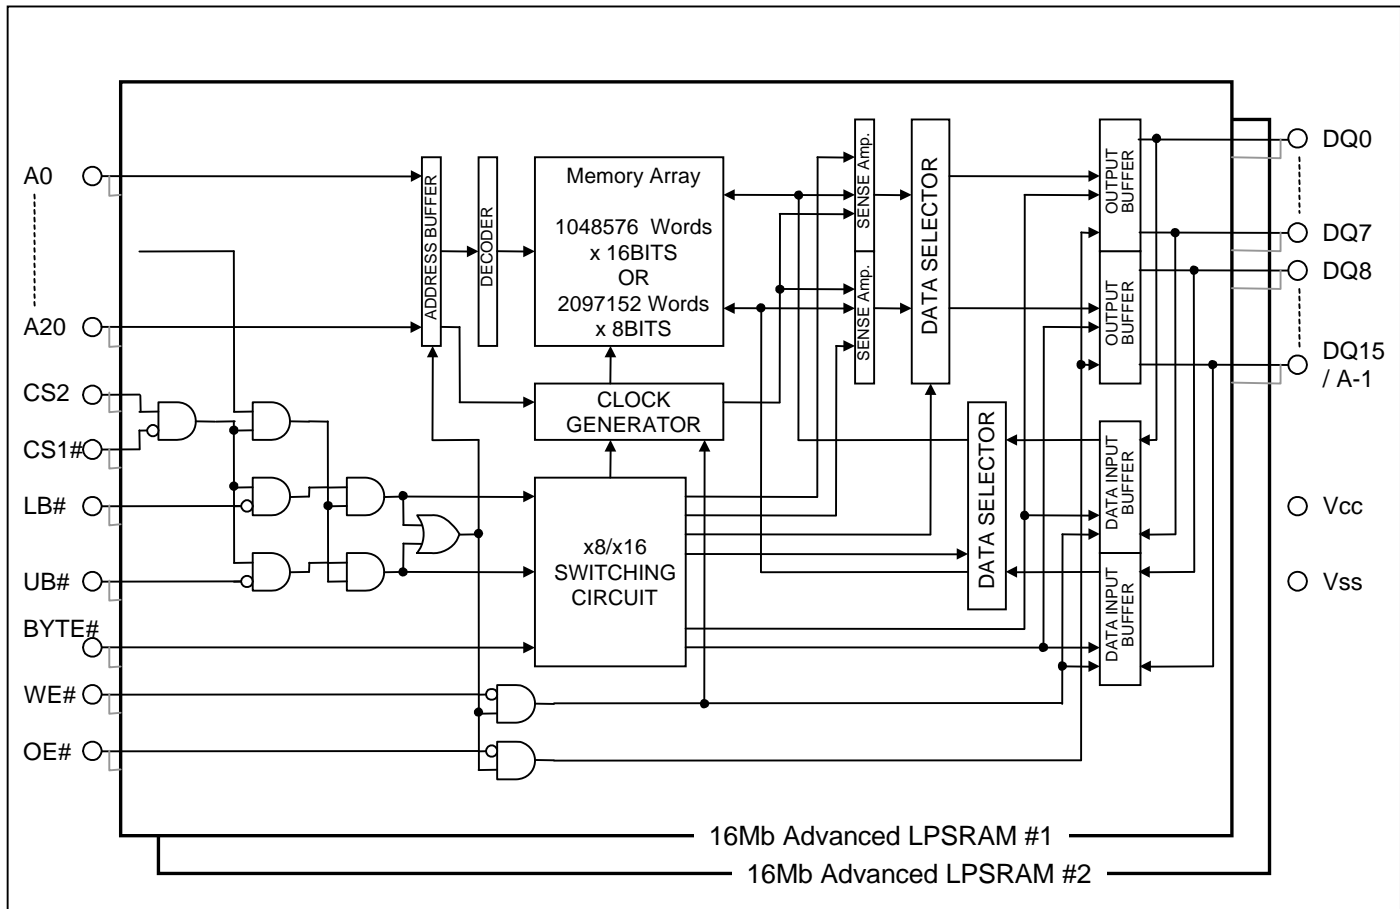 A0
A20
CS2
CS1#
LB#
UB#
BYTE#
WE#
OE#
ADDRESS BUFFER
DECODER
Memory Array
1048576 Words
x 16BITS
OR
2097152 Words
x 8BITS
CLOCK
GENERATOR
x8/x16
SWITCHING
CIRCUIT
SENSE Amp.
SENSE Amp.
DATA SELECTOR
DATA SELECTOR
OUTPUT
BUFFER
OUTPUT
BUFFER
DATA INPUT
BUFFER
DATA INPUT
BUFFER
DQ0
DQ7
DQ8
DQ15
/ A-1
Vcc
Vss
16Mb Advanced LPSRAM #1
16Mb Advanced LPSRAM #2